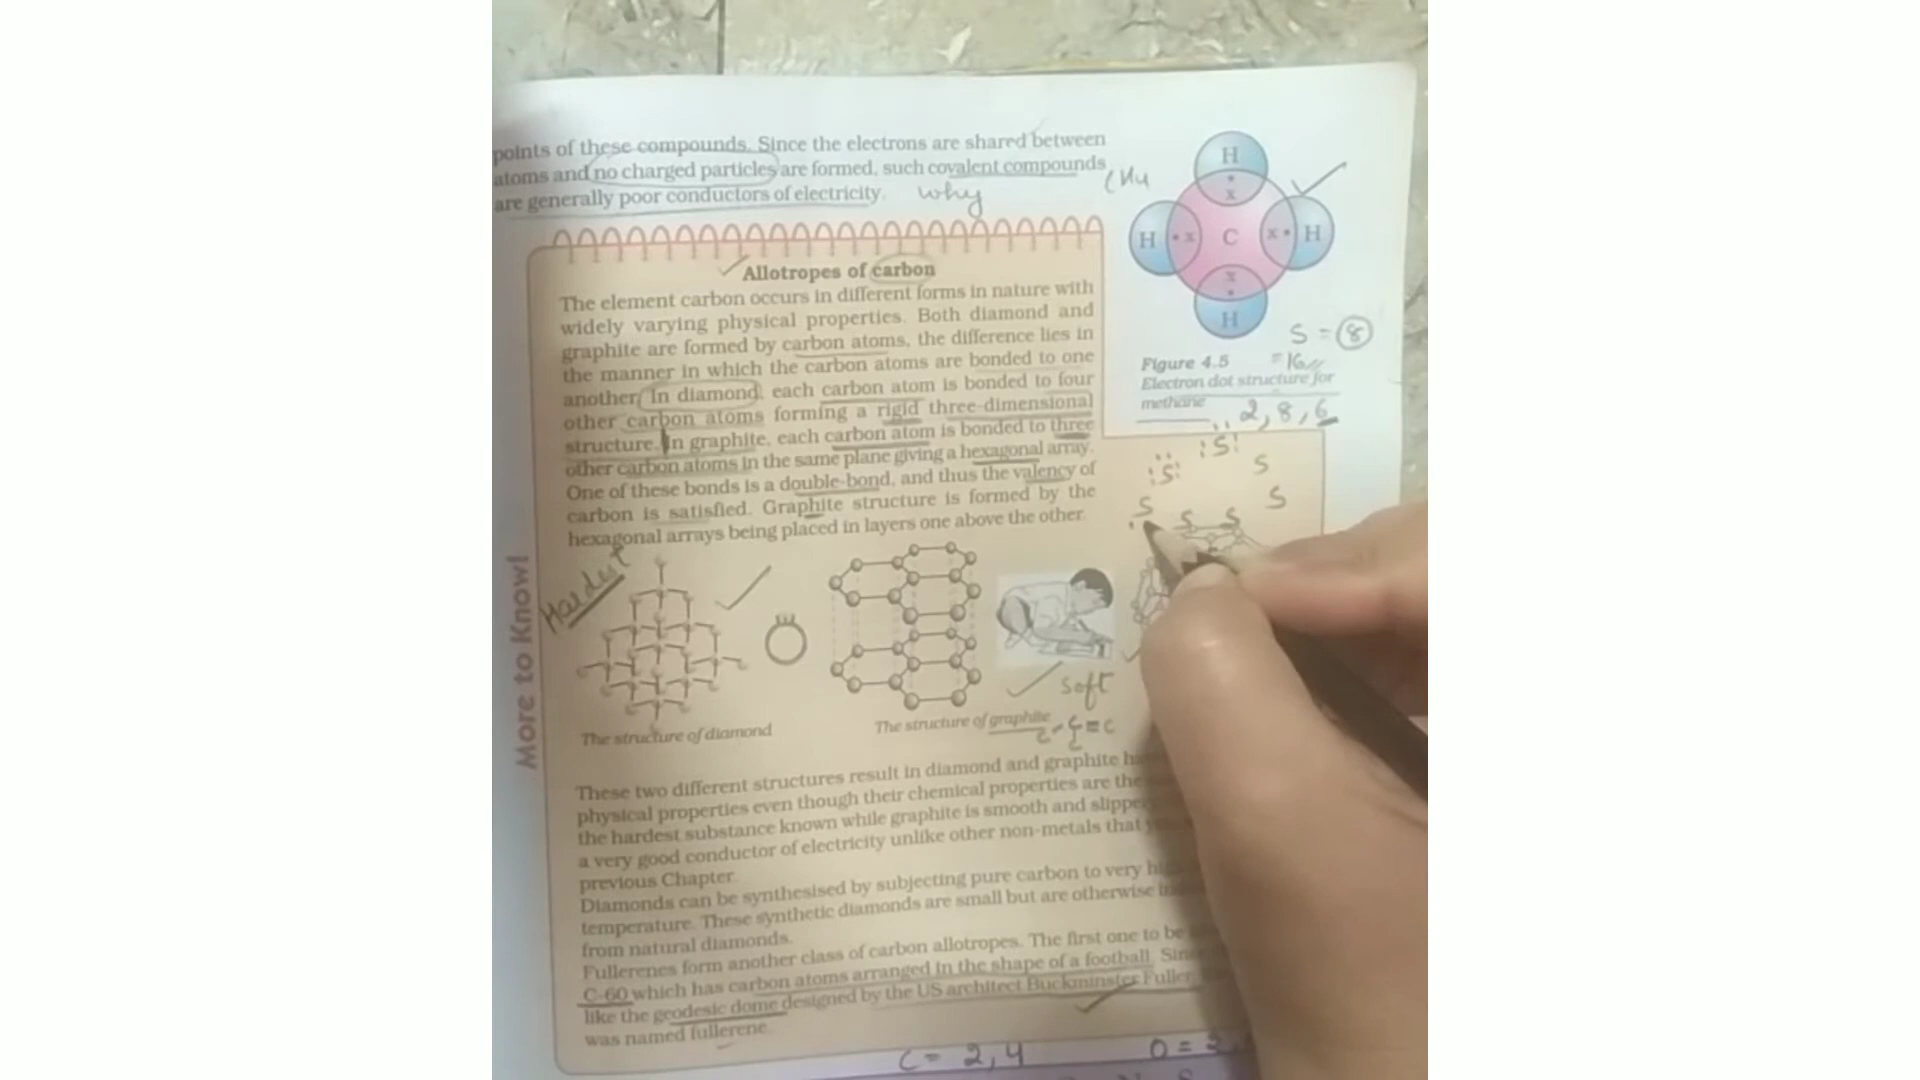 points of these compounds. Since the electrons are shared between
atoms and no charged particles are formed, such covalent compounds
are generally poor conductors of electricity. why
CH4
H
H C H
H
x
x x
x
S = 8
= 16
Figure 4.5
Electron dot structure for
methane
2, 8, 6
Allotropes of carbon
The element carbon occurs in different forms in nature with
widely varying physical properties. Both diamond and
graphite are formed by carbon atoms, the difference lies in
the manner in which the carbon atoms are bonded to one
another. In diamond, each carbon atom is bonded to four
other carbon atoms forming a rigid three-dimensional
structure. In graphite, each carbon atom is bonded to three
other carbon atoms in the same plane giving a hexagonal array.
One of these bonds is a double-bond, and thus the valency of
carbon is satisfied. Graphite structure is formed by the
hexagonal arrays being placed in layers one above the other.
S
S S
S S S S
Hardest
soft
More to Know!
The structure of diamond
The structure of graphite
These two different structures result in diamond and graphite
physical properties even though their chemical properties are the
the hardest substance known while graphite is smooth and
a very good conductor of electricity unlike other non-metals that
previous Chapter.
Diamonds can be synthesised by subjecting pure carbon to very
temperature. These synthetic diamonds are small but are otherwise
from natural diamonds.
Fullerenes form another class of carbon allotropes. The first one to be
C-60 which has carbon atoms arranged in the shape of a football.
like the geodesic dome designed by the US architect Buckminster Fuller,
was named fullerene.
C = 2, 4
O = 2,